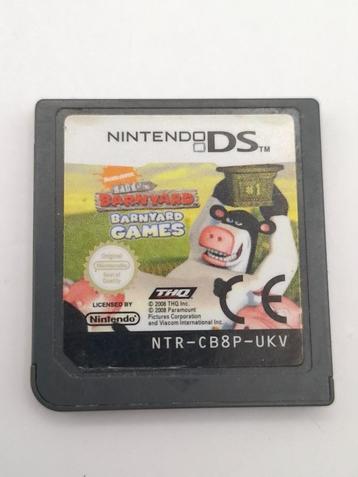 NINTENDO DS™
NICKELODEON
BACK AT THE
BARNYARD
BARNYARD
GAMES
#1
Original
Nintendo
Seal of
Quality
LICENSED BY
Nintendo
THQ
© 2008 THQ Inc.
© 2008 Paramount
Pictures Corporation
and Viacom International Inc.
CE
NTR-CB8P-UKV